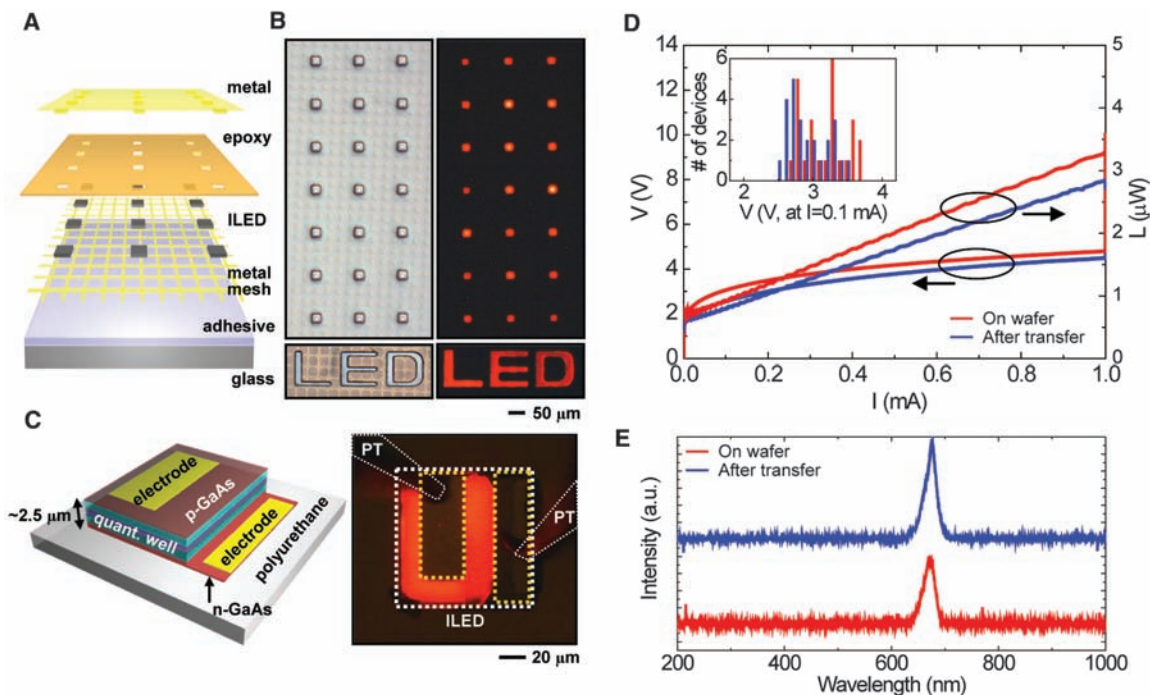 A
metal
epoxy
ILED
metal
mesh
adhesive
glass
B
LED
LED
50 μm
C
electrode
p-GaAs
quant. well
electrode
~2.5 μm
n-GaAs
polyurethane
PT
PT
ILED
20 μm
D
14
12
10
8
6
4
2
0
V (V)
5
4
3
2
1
0
L (μW)
6
4
2
0
# of devices
2 3 4
V (V, at I=0.1 mA)
On wafer
After transfer
0.0 0.2 0.4 0.6 0.8 1.0
I (mA)
E
On wafer
After transfer
Intensity (a.u.)
200 400 600 800 1000
Wavelength (nm)